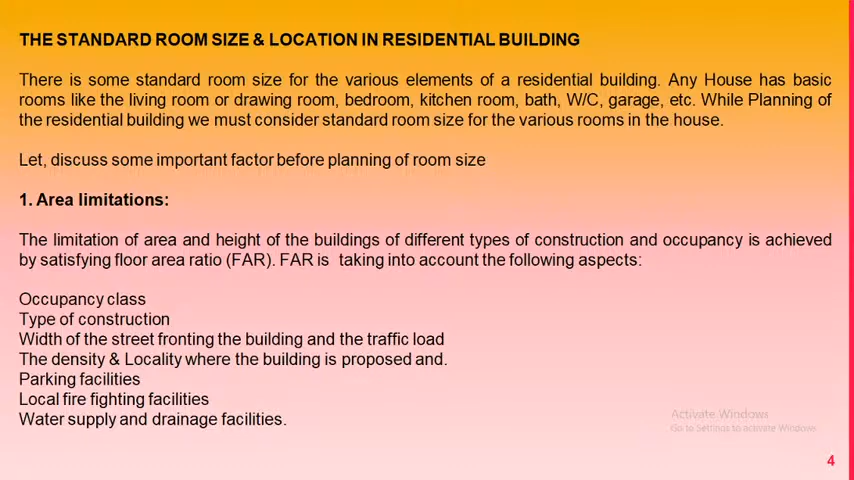 THE STANDARD ROOM SIZE & LOCATION IN RESIDENTIAL BUILDING
There is some standard room size for the various elements of a residential building. Any House has basic
rooms like the living room or drawing room, bedroom, kitchen room, bath, W/C, garage, etc. While Planning of
the residential building we must consider standard room size for the various rooms in the house.
Let, discuss some important factor before planning of room size
1. Area limitations:
The limitation of area and height of the buildings of different types of construction and occupancy is achieved
by satisfying floor area ratio (FAR). FAR is taking into account the following aspects:
Occupancy class
Type of construction
Width of the street fronting the building and the traffic load
The density & Locality where the building is proposed and.
Parking facilities
Local fire fighting facilities
Water supply and drainage facilities.
Activate Windows
Go to Settings to activate Windows.
4